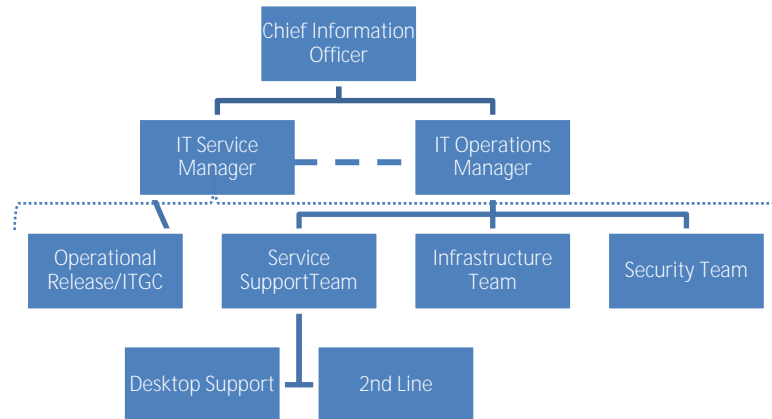 Chief Information
Officer
IT Service
Manager
IT Operations
Manager
Operational
Release/ITGC
Service
SupportTeam
Infrastructure
Team
Security Team
Desktop Support
2nd Line